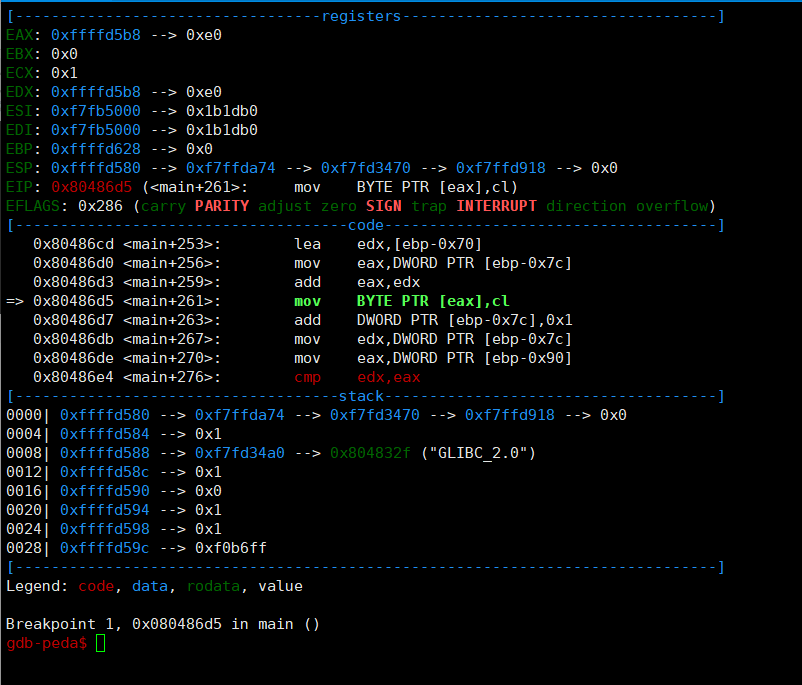 [----------------------------------registers-----------------------------------]
EAX: 0xffffd5b8 --> 0xe0
EBX: 0x0
ECX: 0x1
EDX: 0xffffd5b8 --> 0xe0
ESI: 0xf7fb5000 --> 0x1b1db0
EDI: 0xf7fb5000 --> 0x1b1db0
EBP: 0xffffd628 --> 0x0
ESP: 0xffffd580 --> 0xf7ffda74 --> 0xf7fd3470 --> 0xf7ffd918 --> 0x0
EIP: 0x80486d5 (<main+261>:     mov    BYTE PTR [eax],cl)
EFLAGS: 0x286 (carry PARITY adjust zero SIGN trap INTERRUPT direction overflow)
[-------------------------------------code-------------------------------------]
   0x80486cd <main+253>:        lea    edx,[ebp-0x70]
   0x80486d0 <main+256>:        mov    eax,DWORD PTR [ebp-0x7c]
   0x80486d3 <main+259>:        add    eax,edx
=> 0x80486d5 <main+261>:        mov    BYTE PTR [eax],cl
   0x80486d7 <main+263>:        add    DWORD PTR [ebp-0x7c],0x1
   0x80486db <main+267>:        mov    edx,DWORD PTR [ebp-0x7c]
   0x80486de <main+270>:        mov    eax,DWORD PTR [ebp-0x90]
   0x80486e4 <main+276>:        cmp    edx,eax
[------------------------------------stack-------------------------------------]
0000| 0xffffd580 --> 0xf7ffda74 --> 0xf7fd3470 --> 0xf7ffd918 --> 0x0
0004| 0xffffd584 --> 0x1
0008| 0xffffd588 --> 0xf7fd34a0 --> 0x804832f ("GLIBC_2.0")
0012| 0xffffd58c --> 0x1
0016| 0xffffd590 --> 0x0
0020| 0xffffd594 --> 0x1
0024| 0xffffd598 --> 0x1
0028| 0xffffd59c --> 0xf0b6ff
[------------------------------------------------------------------------------]
Legend: code, data, rodata, value
Breakpoint 1, 0x080486d5 in main ()
gdb-peda$